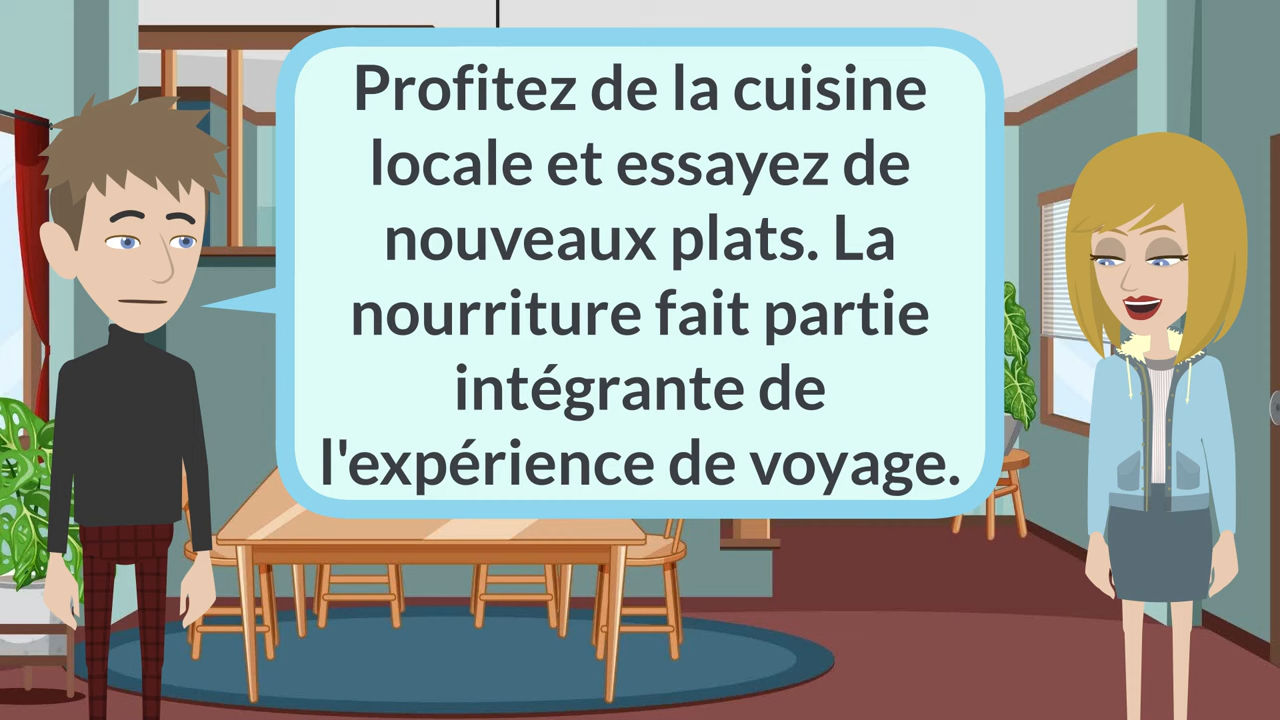 Profitez de la cuisine
locale et essayez de
nouveaux plats. La
nourriture fait partie
intégrante de
l'expérience de voyage.